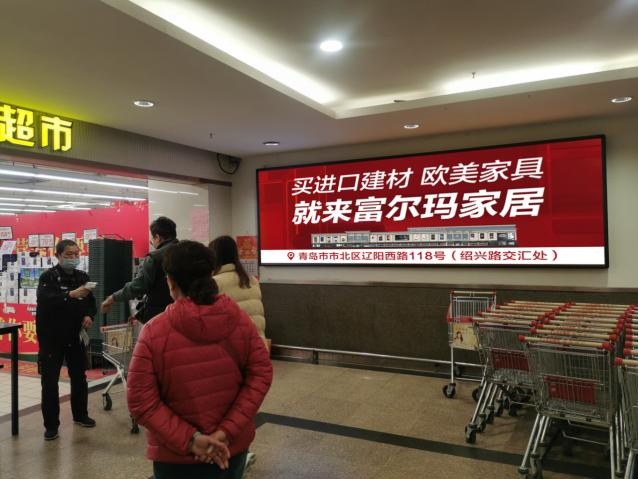 超市
买进口建材 欧美家具
就来富尔玛家居
青岛市市北区辽阳西路118号（绍兴路交汇处）